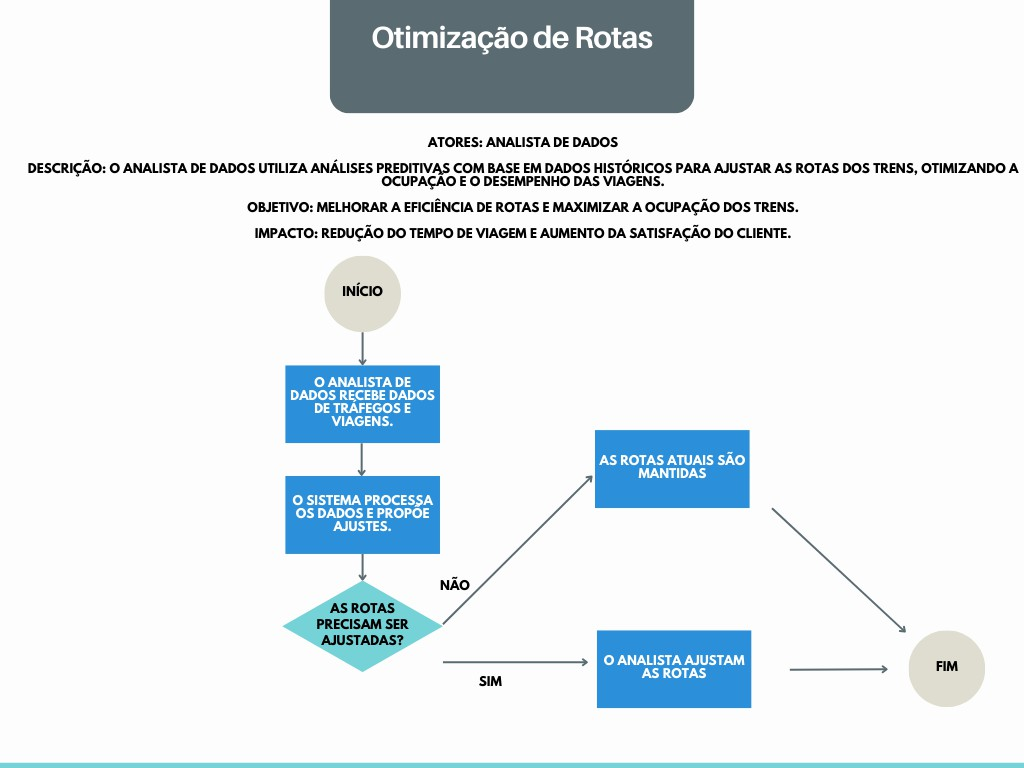 Otimização de Rotas
ATORES: ANALISTA DE DADOS
DESCRIÇÃO: O ANALISTA DE DADOS UTILIZA ANÁLISES PREDITIVAS COM BASE EM DADOS HISTÓRICOS PARA AJUSTAR AS ROTAS DOS TRENS, OTIMIZANDO A
OCUPAÇÃO E O DESEMPENHO DAS VIAGENS.
OBJETIVO: MELHORAR A EFICIÊNCIA DE ROTAS E MAXIMIZAR A OCUPAÇÃO DOS TRENS.
IMPACTO: REDUÇÃO DO TEMPO DE VIAGEM E AUMENTO DA SATISFAÇÃO DO CLIENTE.
INÍCIO
O ANALISTA DE
DADOS RECEBE DADOS
DE TRÁFEGOS E
VIAGENS.
O SISTEMA PROCESSA
OS DADOS E PROPÕE
AJUSTES.
AS ROTAS
PRECISAM SER
AJUSTADAS?
NÃO
AS ROTAS ATUAIS SÃO
MANTIDAS
SIM
O ANALISTA AJUSTAM
AS ROTAS
FIM